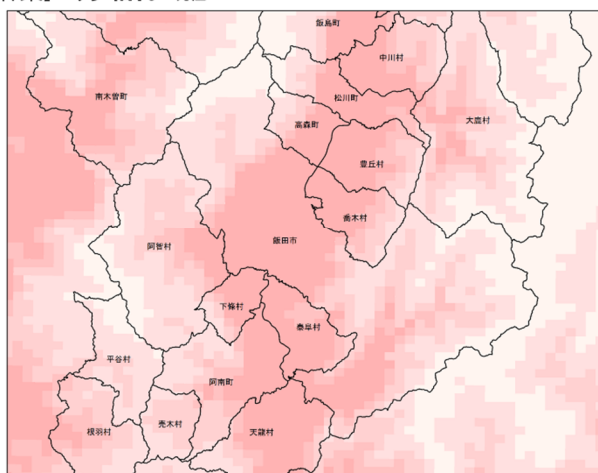 飯島町
中川村
南木曽町
松川町
大鹿村
高森町
豊丘村
喬木村
阿智村
飯田市
下條村
泰阜村
平谷村
阿南町
売木村
根羽村
天龍村